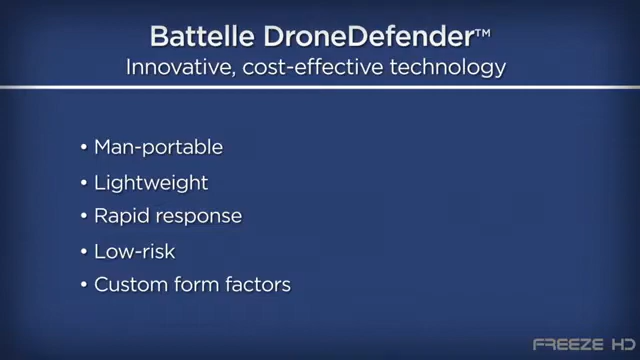 Battelle DroneDefender™
Innovative, cost-effective technology
• Man-portable
• Lightweight
• Rapid response
• Low-risk
• Custom form factors
FREEZE HD